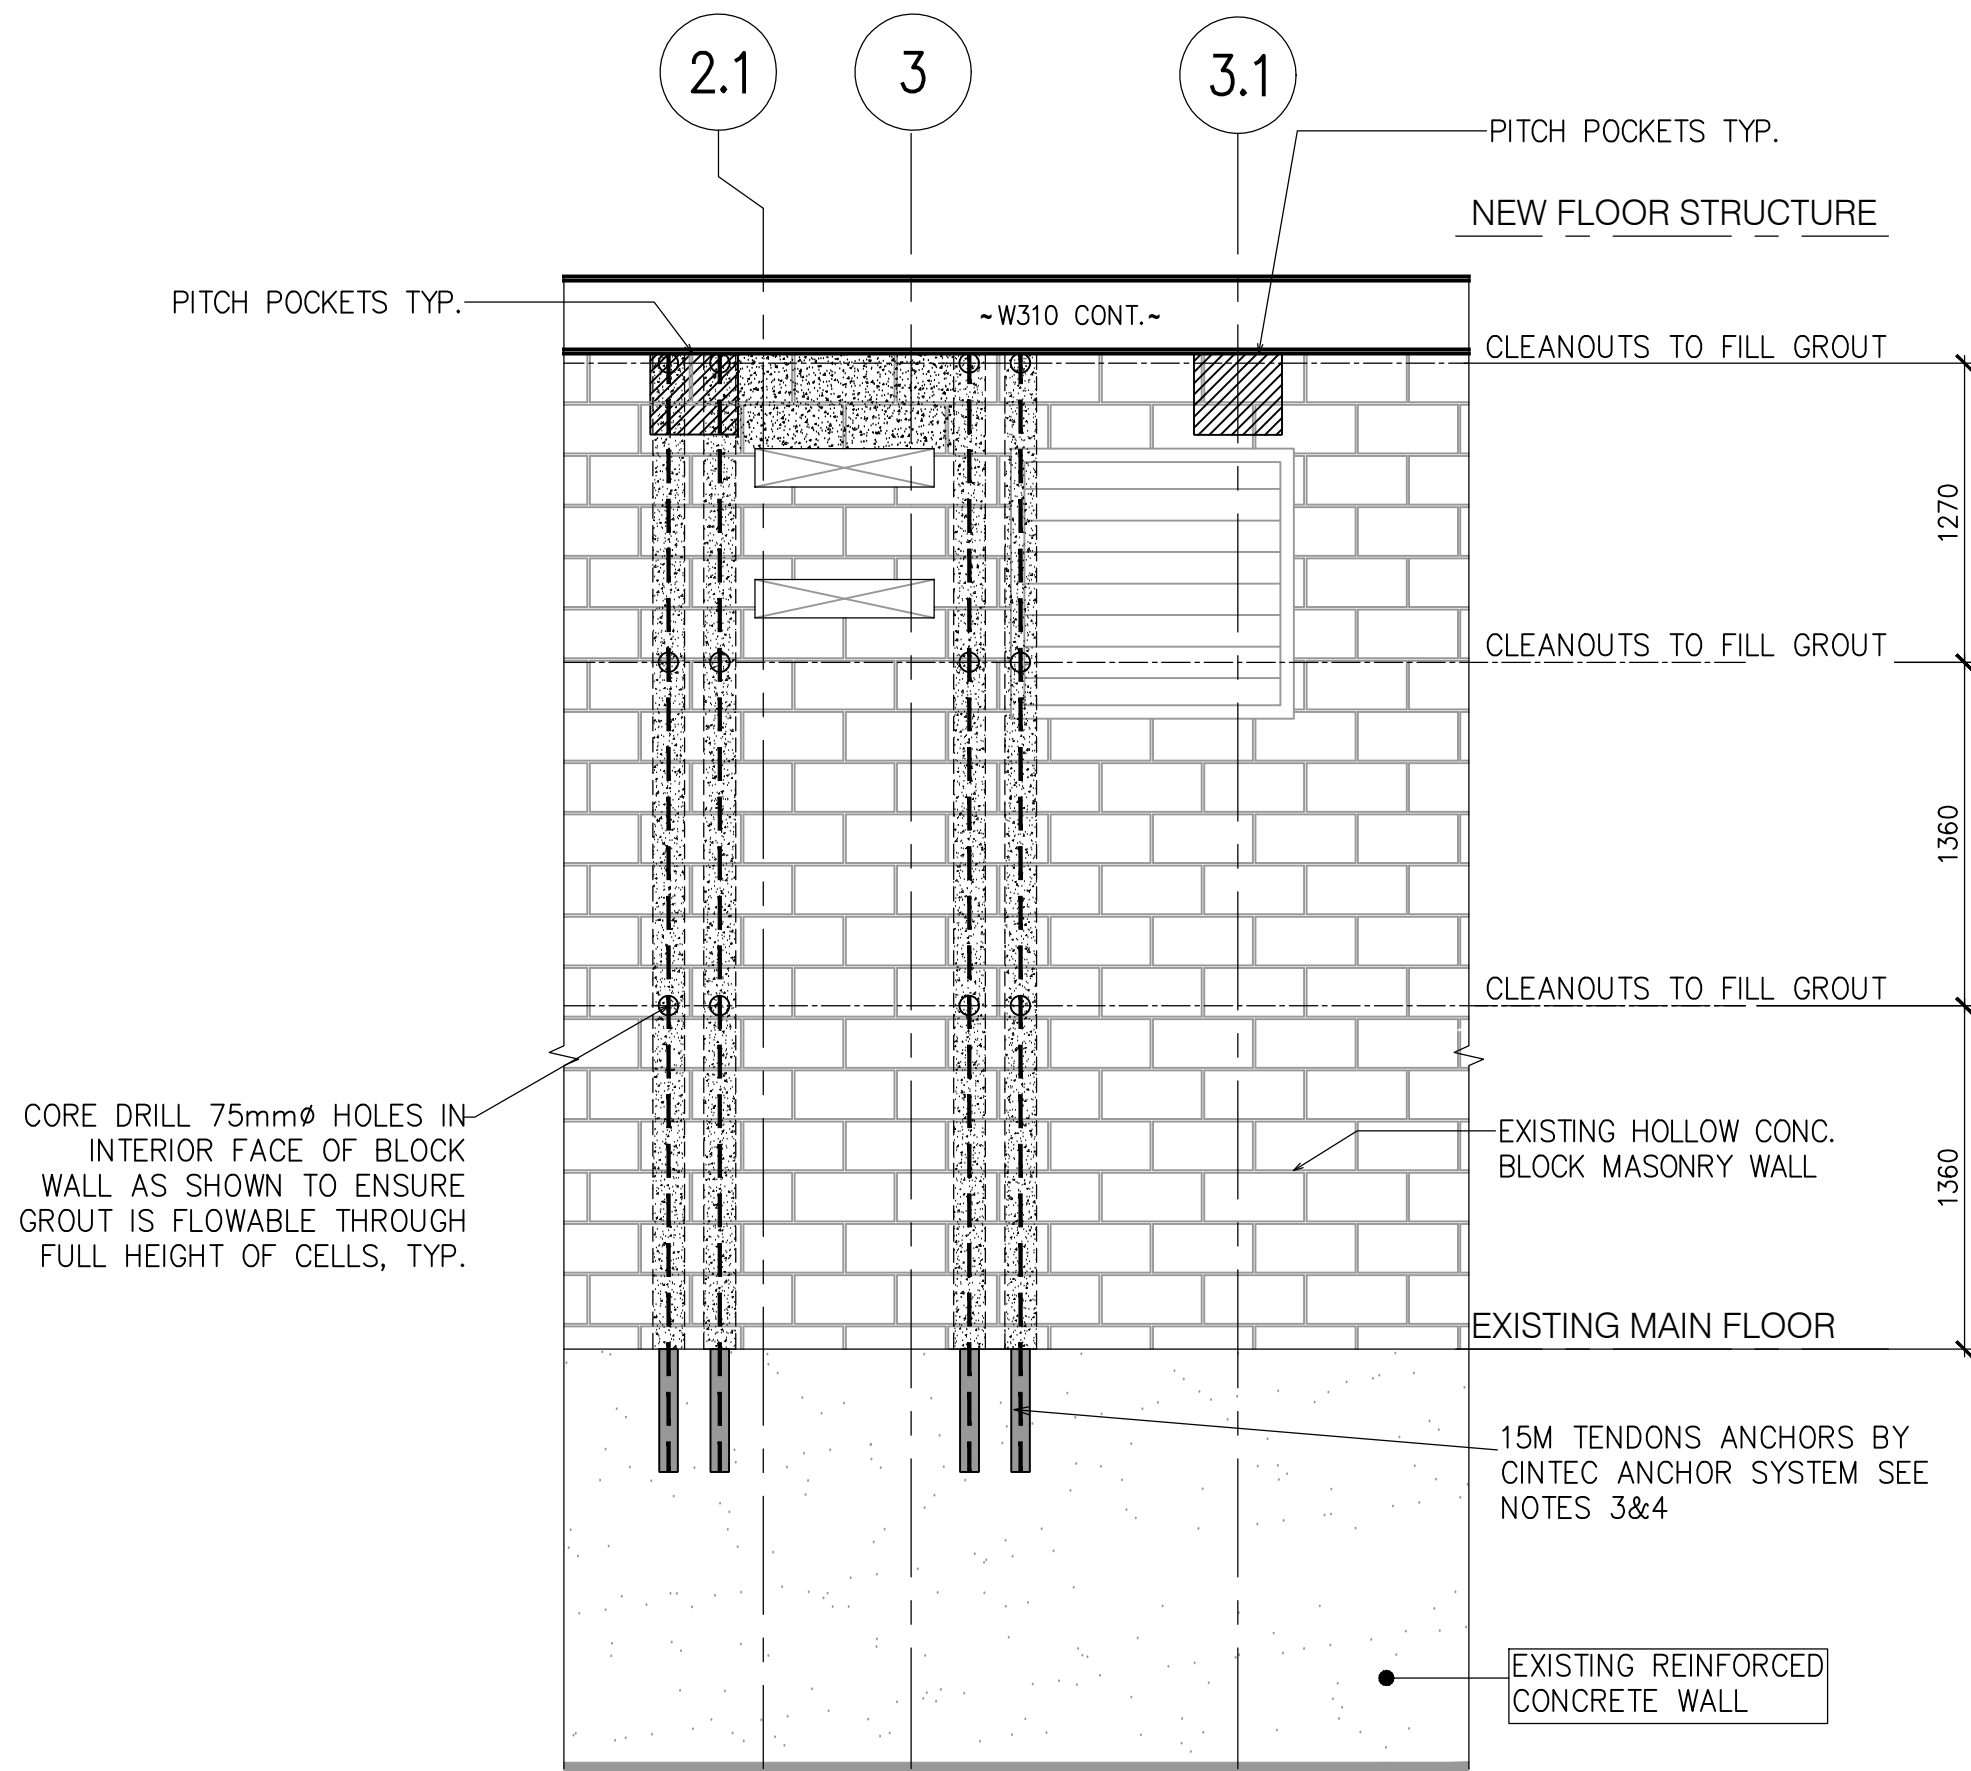 2.1
3
3.1
PITCH POCKETS TYP.
NEW FLOOR STRUCTURE
PITCH POCKETS TYP.
~W310 CONT.~
CLEANOUTS TO FILL GROUT
1270
CLEANOUTS TO FILL GROUT
1360
CLEANOUTS TO FILL GROUT
CORE DRILL 75mmø HOLES IN
INTERIOR FACE OF BLOCK
WALL AS SHOWN TO ENSURE
GROUT IS FLOWABLE THROUGH
FULL HEIGHT OF CELLS, TYP.
EXISTING HOLLOW CONC.
BLOCK MASONRY WALL
1360
EXISTING MAIN FLOOR
15M TENDONS ANCHORS BY
CINTEC ANCHOR SYSTEM SEE
NOTES 3&4
EXISTING REINFORCED
CONCRETE WALL